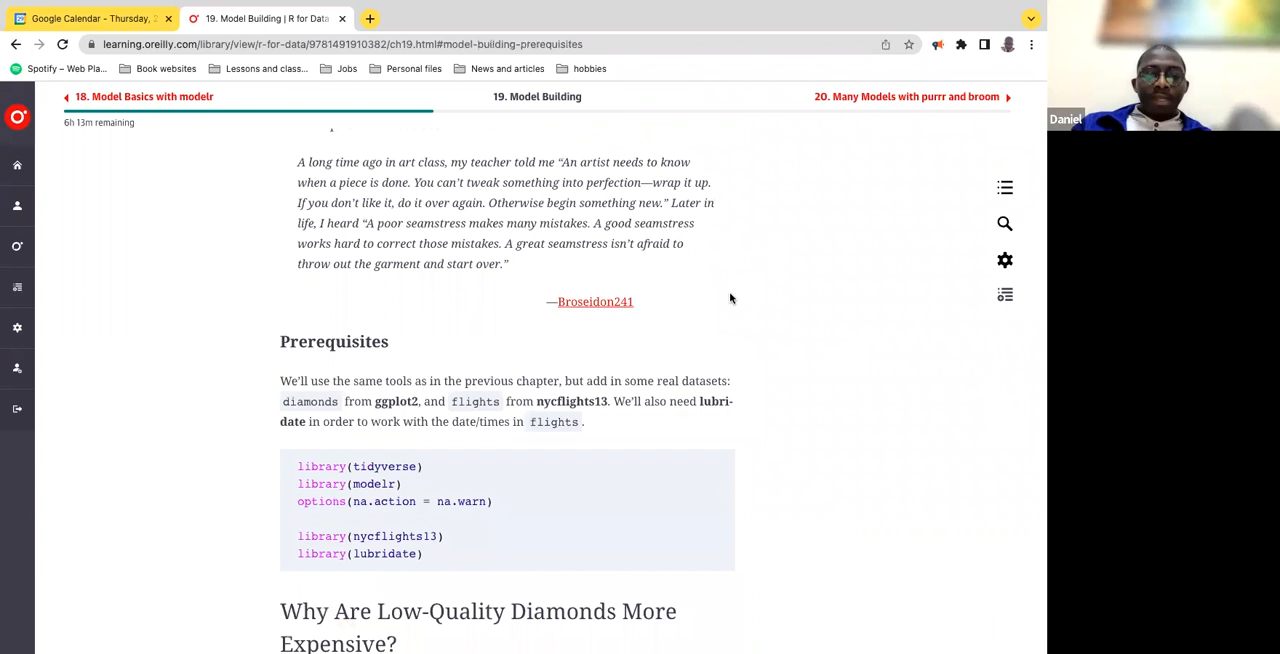 Google Calendar - Thursday, 2
19. Model Building | R for Data
learning.oreilly.com/library/view/r-for-data/9781491910382/ch19.html#model-building-prerequisites
Spotify – Web Pla...
Book websites
Lessons and class...
Jobs
Personal files
News and articles
hobbies
18. Model Basics with modelr
19. Model Building
20. Many Models with purrr and broom
6h 13m remaining
A long time ago in art class, my teacher told me “An artist needs to know
when a piece is done. You can’t tweak something into perfection—wrap it up.
If you don’t like it, do it over again. Otherwise begin something new.” Later in
life, I heard “A poor seamstress makes many mistakes. A good seamstress
works hard to correct those mistakes. A great seamstress isn’t afraid to
throw out the garment and start over.”
—Broseidon241
Prerequisites
We’ll use the same tools as in the previous chapter, but add in some real datasets:
diamonds from ggplot2, and flights from nycflights13. We’ll also need lubri-
date in order to work with the date/times in flights.
library(tidyverse)
library(modelr)
options(na.action = na.warn)
library(nycflights13)
library(lubridate)
Why Are Low-Quality Diamonds More
Expensive?
Daniel